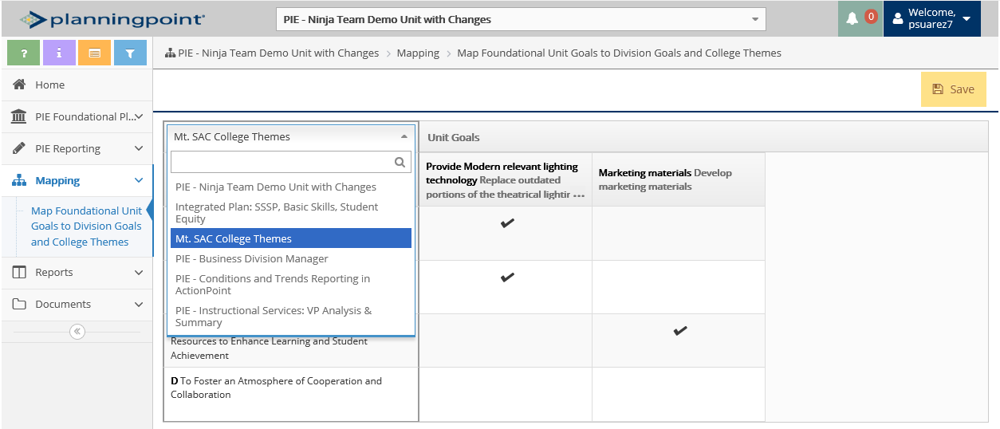 planningpoint
PIE - Ninja Team Demo Unit with Changes
0
Welcome,
psuarez7
?
i
PIE - Ninja Team Demo Unit with Changes > Mapping > Map Foundational Unit Goals to Division Goals and College Themes
Save
Home
PIE Foundational Pl...
PIE Reporting
Mapping
Map Foundational Unit
Goals to Division Goals
and College Themes
Reports
Documents
Mt. SAC College Themes
PIE - Ninja Team Demo Unit with Changes
Integrated Plan: SSSP, Basic Skills, Student
Equity
Mt. SAC College Themes
PIE - Business Division Manager
PIE - Conditions and Trends Reporting in
ActionPoint
PIE - Instructional Services: VP Analysis &
Summary
Resources to Enhance Learning and Student
Achievement
D To Foster an Atmosphere of Cooperation and
Collaboration
Unit Goals
Provide Modern relevant lighting
technology Replace outdated
portions of the theatrical lightir ...
Marketing materials Develop
marketing materials